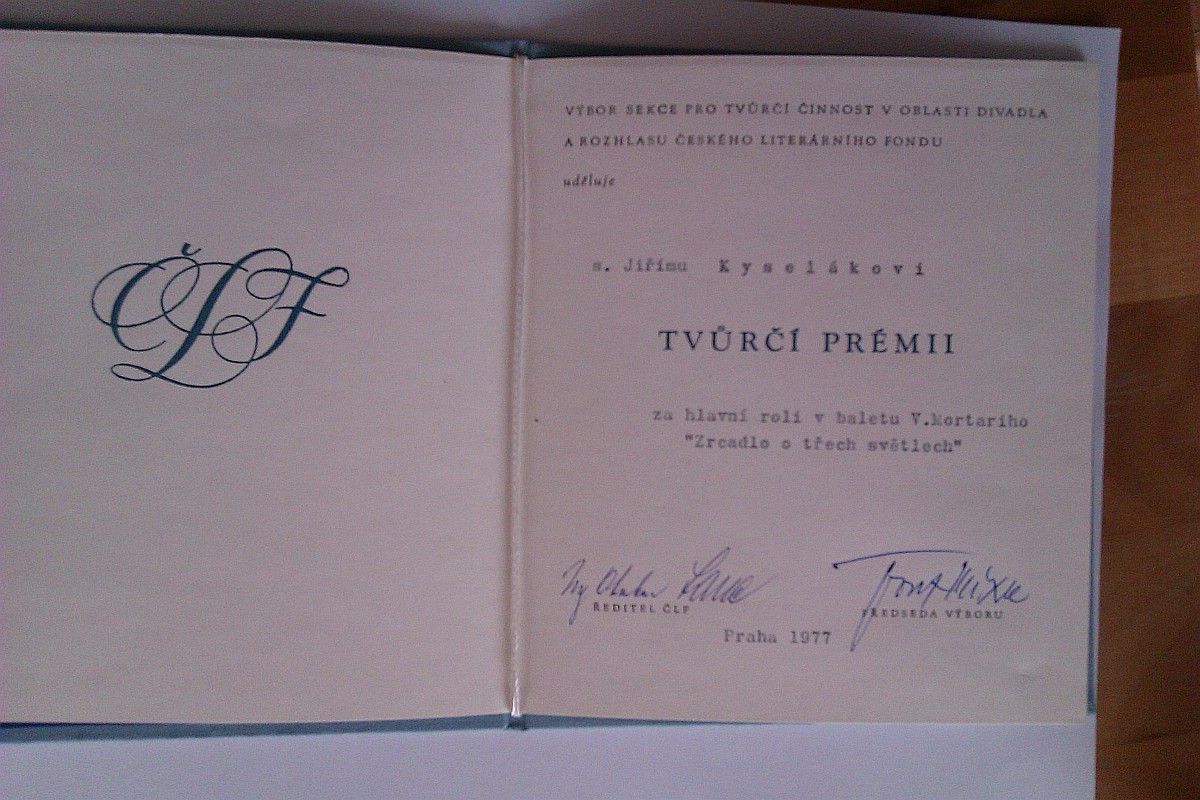 ČLF
VÝBOR SEKCE PRO TVŮRČÍ ČINNOST V OBLASTI DIVADLA
A ROZHLASU ČESKÉHO LITERÁRNÍHO FONDU
uděluje
s. Jiřímu Kyselákovi
TVŮRČÍ PRÉMII
za hlavní roli v baletu V.Mortariho
"Zrcadlo o třech světlech"
ŘEDITEL ČLF
PŘEDSEDA VÝBORU
Praha 1977